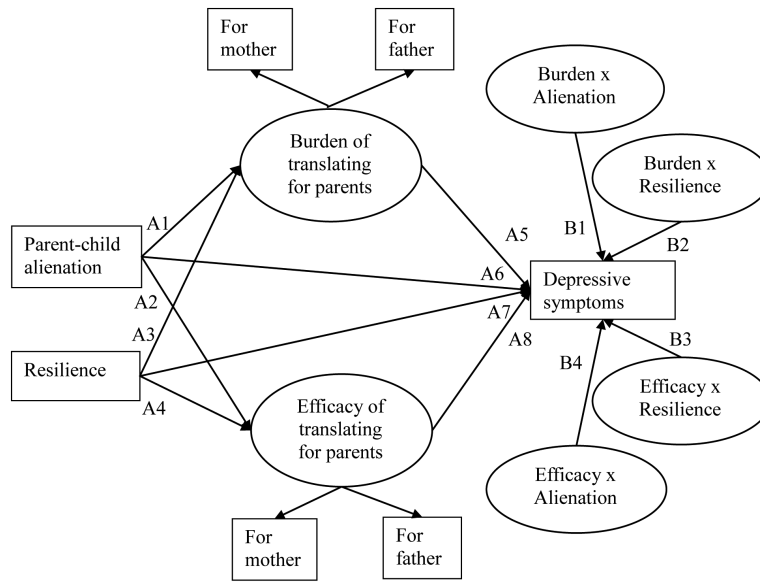 For
mother
For
father
Burden x
Alienation
Burden of
translating
for parents
Burden x
Resilience
A1
A5
B1
B2
Parent-child
alienation
A6
Depressive
symptoms
A2
A3
A7
A8
B3
B4
Resilience
A4
Efficacy of
translating
for parents
Efficacy x
Resilience
Efficacy x
Alienation
For
mother
For
father